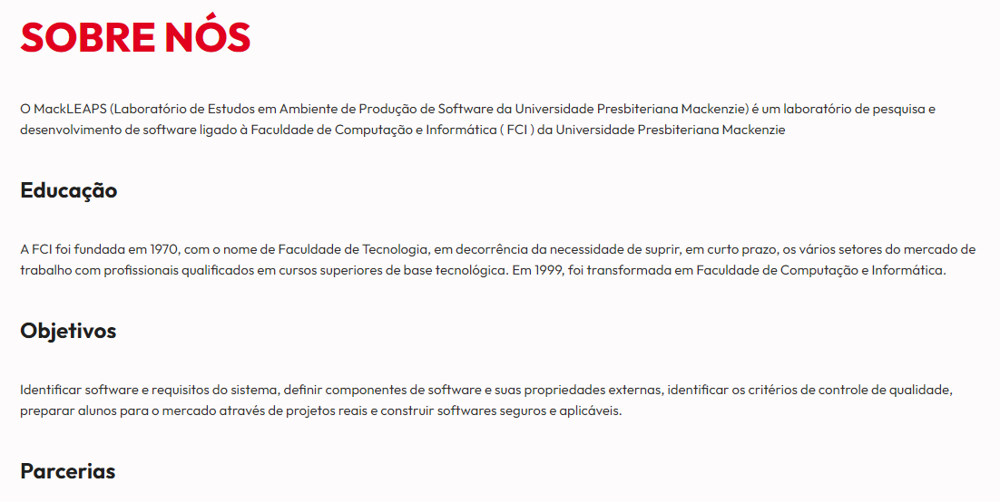 SOBRE NÓS
O MackLEAPS (Laboratório de Estudos em Ambiente de Produção de Software da Universidade Presbiteriana Mackenzie) é um laboratório de pesquisa e
desenvolvimento de software ligado à Faculdade de Computação e Informática ( FCI ) da Universidade Presbiteriana Mackenzie
Educação
A FCI foi fundada em 1970, com o nome de Faculdade de Tecnologia, em decorrência da necessidade de suprir, em curto prazo, os vários setores do mercado de
trabalho com profissionais qualificados em cursos superiores de base tecnológica. Em 1999, foi transformada em Faculdade de Computação e Informática.
Objetivos
Identificar software e requisitos do sistema, definir componentes de software e suas propriedades externas, identificar os critérios de controle de qualidade,
preparar alunos para o mercado através de projetos reais e construir softwares seguros e aplicáveis.
Parcerias